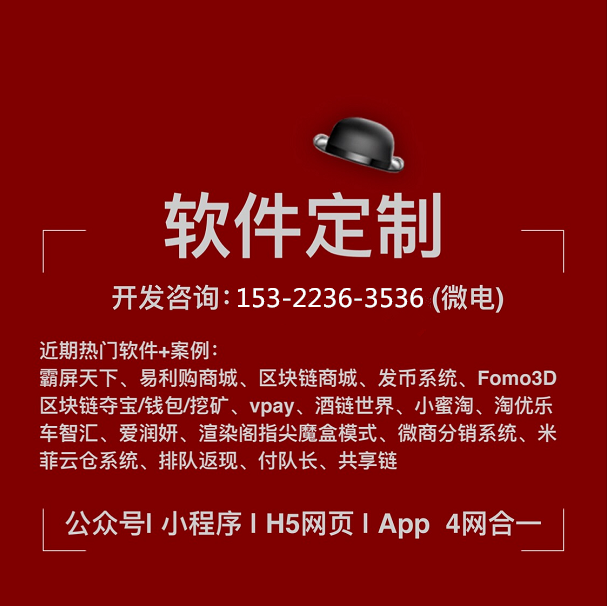 软件定制
开发咨询：153-2236-3536 (微电)
近期热门软件+案例：
霸屏天下、易利购商城、区块链商城、发币系统、Fomo3D
区块链夺宝/钱包/挖矿、vpay、酒链世界、小蜜淘、淘优乐
车智汇、爱润妍、渲染阁指尖魔盒模式、微商分销系统、米
菲云仓系统、排队返现、付队长、共享链
公众号I 小程序 I H5网页 I App 4网合一